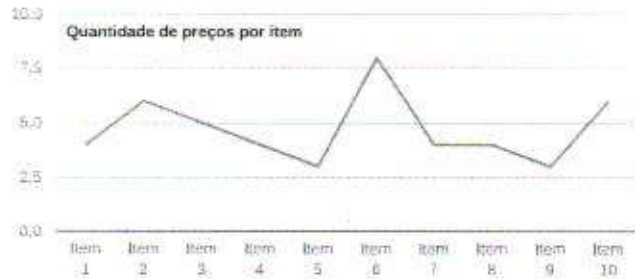 10,0
Quantidade de preços por item
7,5
5,0
2,5
0,0
Item 1
Item 2
Item 3
Item 4
Item 5
Item 6
Item 7
Item 8
Item 9
Item 10